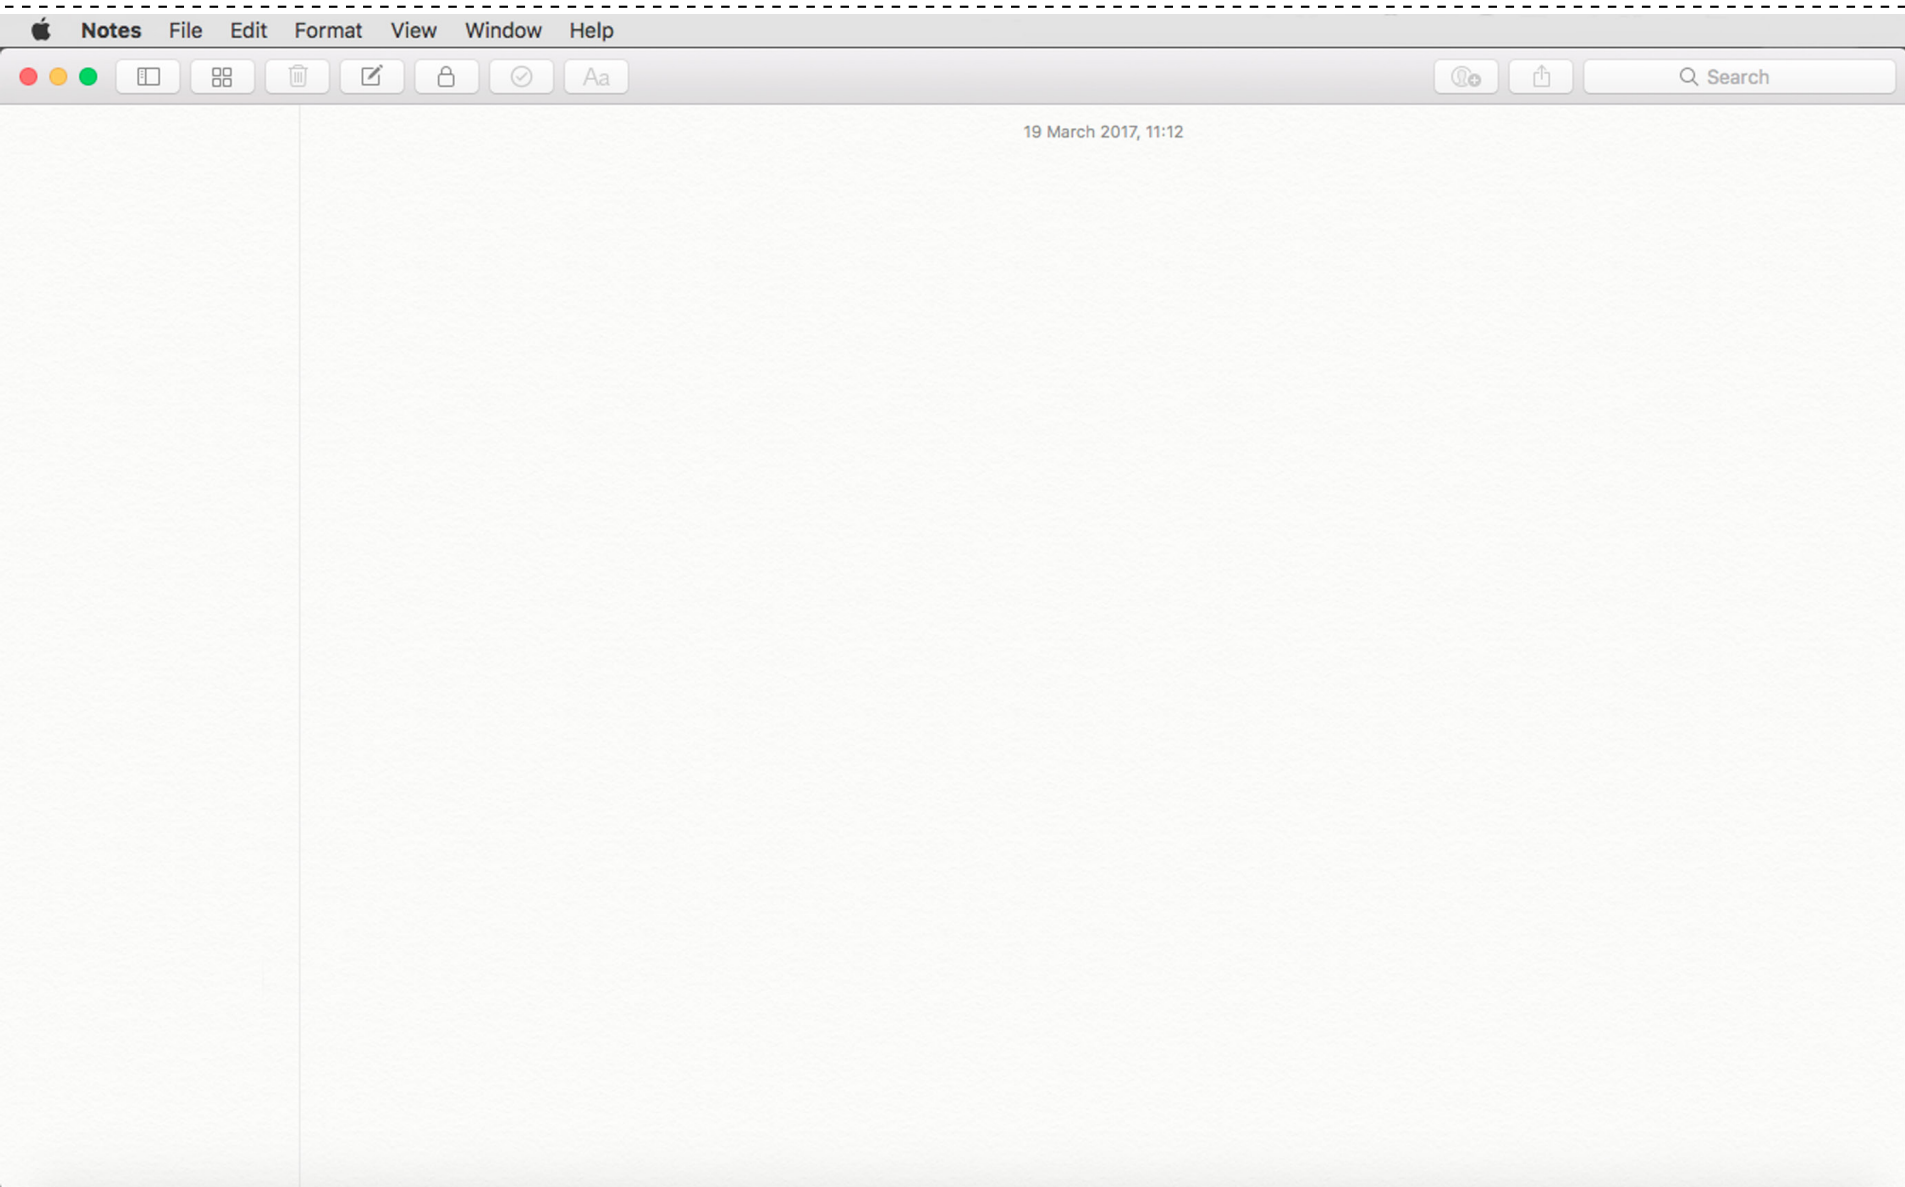 Notes File Edit Format View Window Help
Aa Search
19 March 2017, 11:12